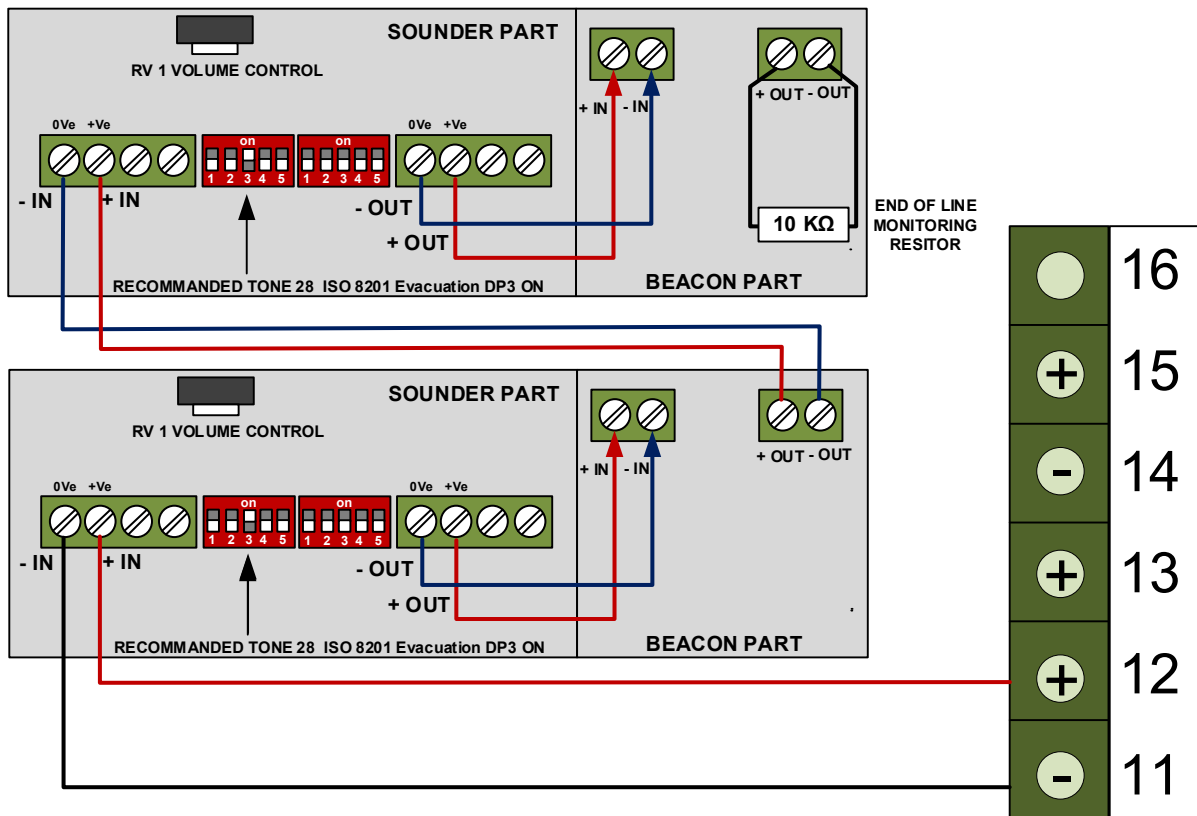 SOUNDER PART
RV 1 VOLUME CONTROL
+ IN - IN
+ OUT - OUT
0Ve +Ve
on
1 2 3 4 5
on
1 2 3 4 5
0Ve +Ve
- IN
+ IN
- OUT
+ OUT
10 KΩ
END OF LINE
MONITORING
RESITOR
RECOMMANDED TONE 28 ISO 8201 Evacuation DP3 ON
BEACON PART
SOUNDER PART
RV 1 VOLUME CONTROL
+ IN - IN
+ OUT - OUT
0Ve +Ve
on
1 2 3 4 5
on
1 2 3 4 5
0Ve +Ve
- IN
+ IN
- OUT
+ OUT
RECOMMANDED TONE 28 ISO 8201 Evacuation DP3 ON
BEACON PART
16
+ 15
- 14
+ 13
+ 12
- 11